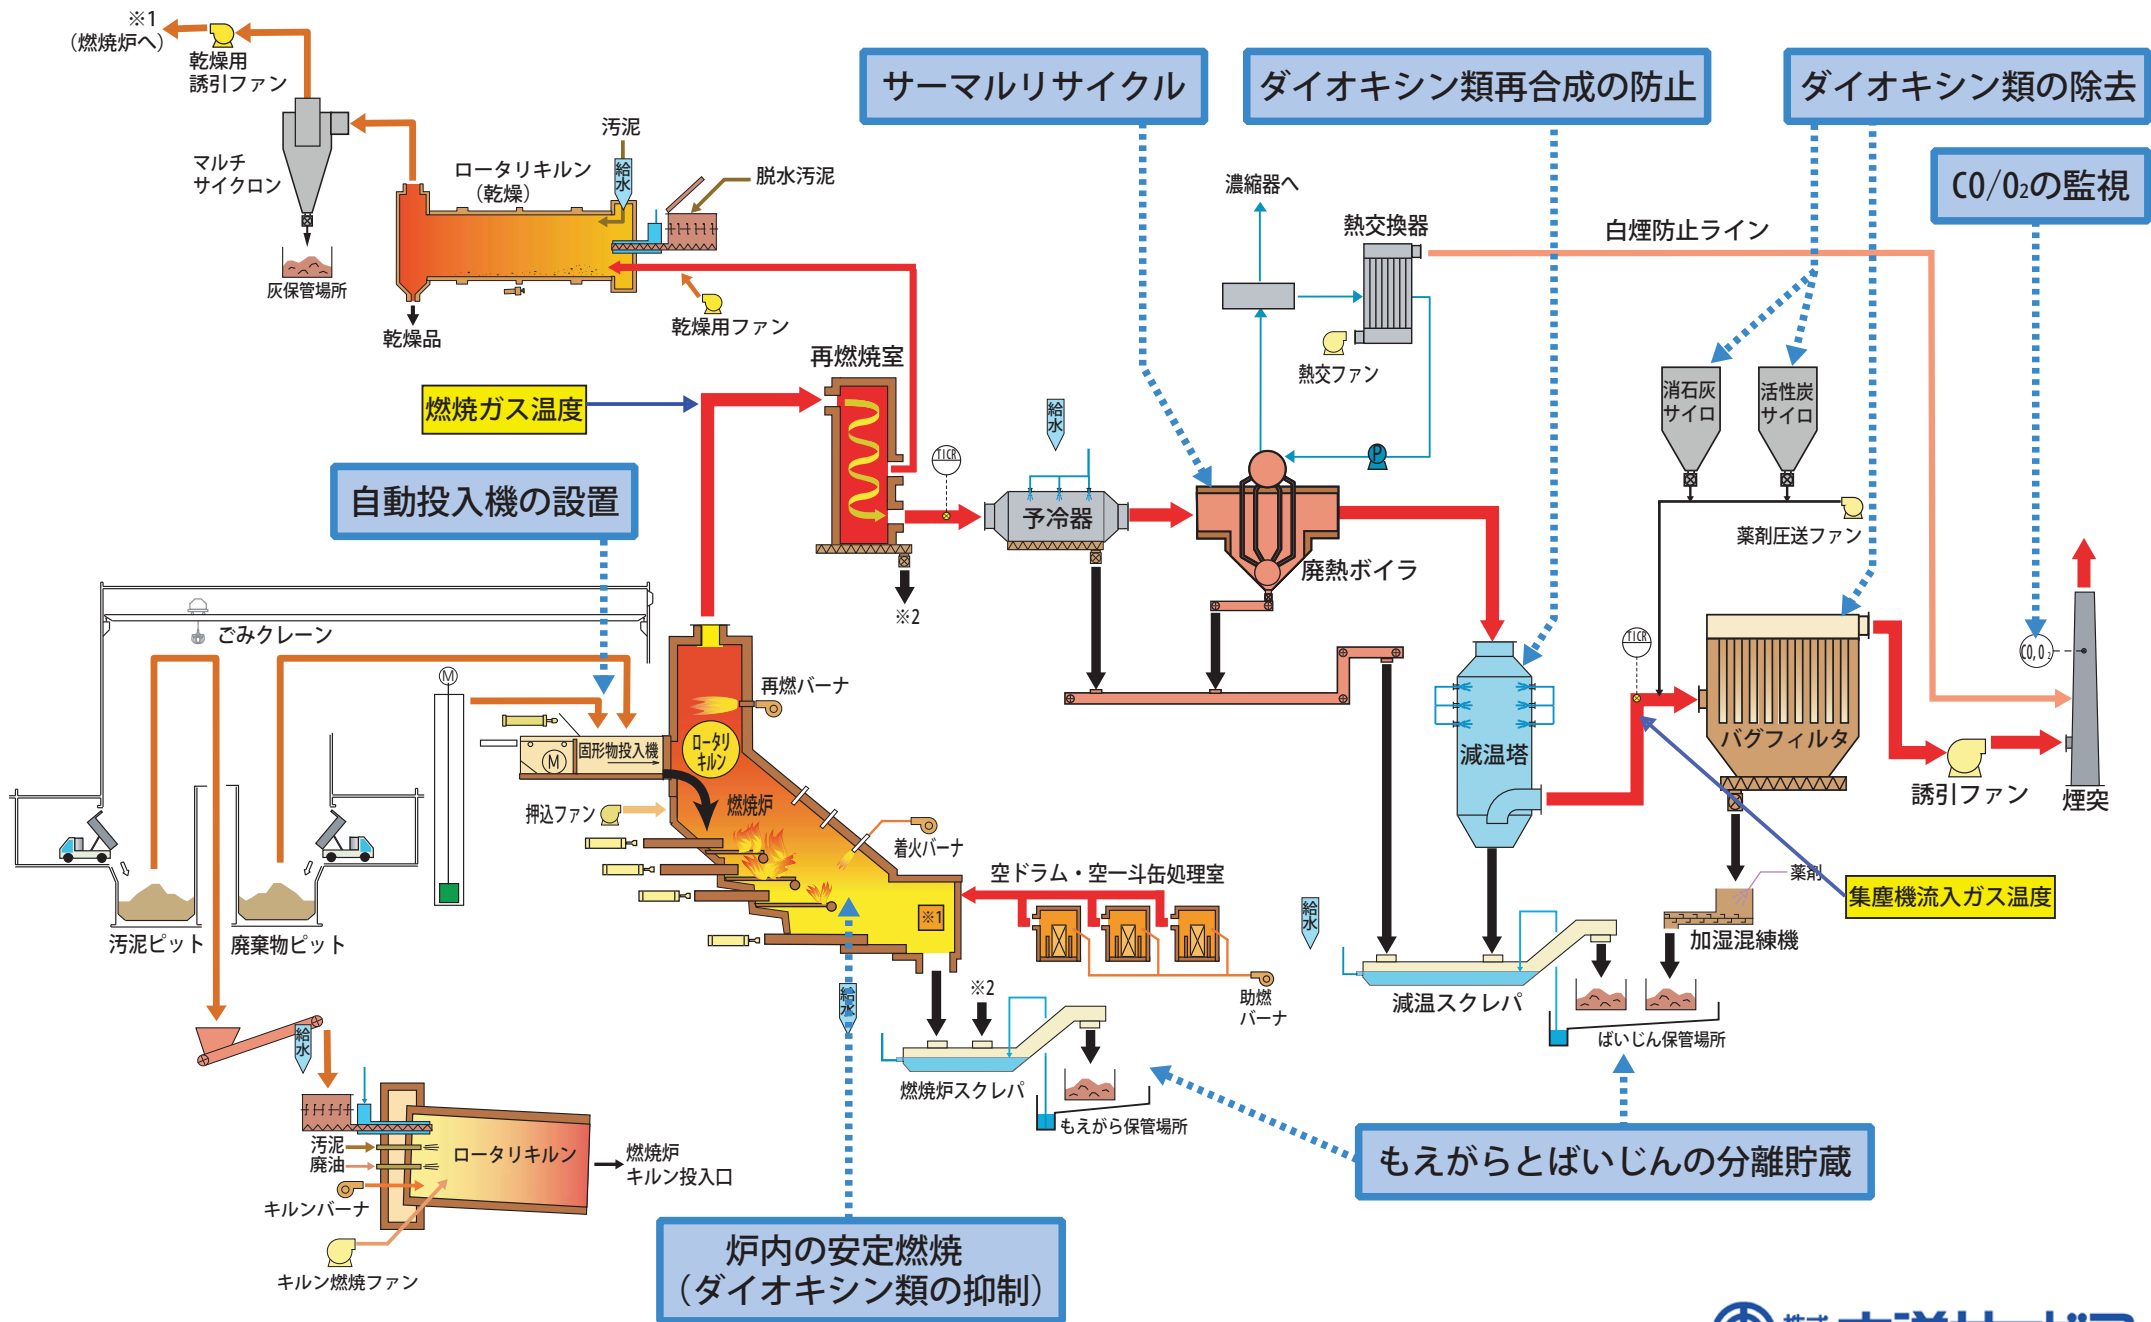 ※1
（燃焼炉へ）
乾燥用
誘引ファン
マルチ
サイクロン
灰保管場所
ロータリキルン
（乾燥）
汚泥
給水
脱水汚泥
乾燥用ファン
乾燥品
サーマルリサイクル
ダイオキシン類再合成の防止
ダイオキシン類の除去
CO/O₂の監視
濃縮器へ
熱交換器
白煙防止ライン
熱交ファン
再燃焼室
燃焼ガス温度
自動投入機の設置
TICR
給水
予冷器
P
廃熱ボイラ
※2
消石灰
サイロ
活性炭
サイロ
薬剤圧送ファン
TICR
CO,O₂
バグフィルタ
誘引ファン
煙突
減温塔
集塵機流入ガス温度
薬剤
加湿混練機
ごみクレーン
M
固形物投入機
M
再燃バーナ
ロータリ
キルン
燃焼炉
押込ファン
着火バーナ
※1
空ドラム・空一斗缶処理室
助燃
バーナ
給水
汚泥ピット
廃棄物ピット
給水
給水
※2
燃焼炉スクレパ
もえがら保管場所
減温スクレパ
ばいじん保管場所
もえがらとばいじんの分離貯蔵
汚泥
廃油
ロータリキルン
燃焼炉
キルン投入口
キルンバーナ
キルン燃焼ファン
炉内の安定燃焼
（ダイオキシン類の抑制）